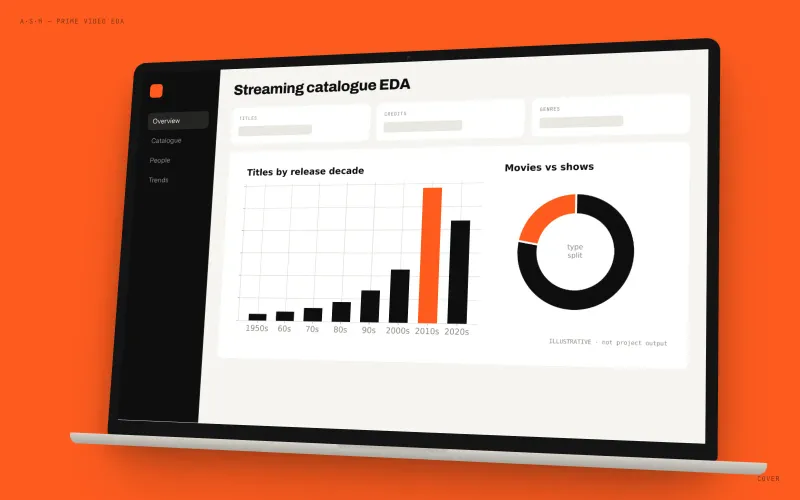 A-S-M — PRIME VIDEO EDA
Streaming catalogue EDA
Overview
Catalogue
People
Trends
TITLES
CREDITS
GENRES
Titles by release decade
1950s 60s 70s 80s 90s 2000s 2010s 2020s
Movies vs shows
type
split
ILLUSTRATIVE · not project output
COVER